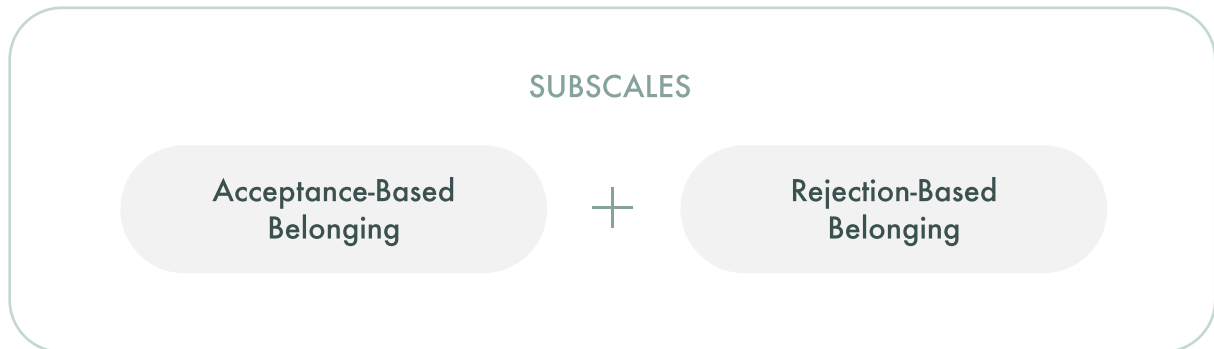 SUBSCALES
Acceptance-Based
Belonging
+
Rejection-Based
Belonging